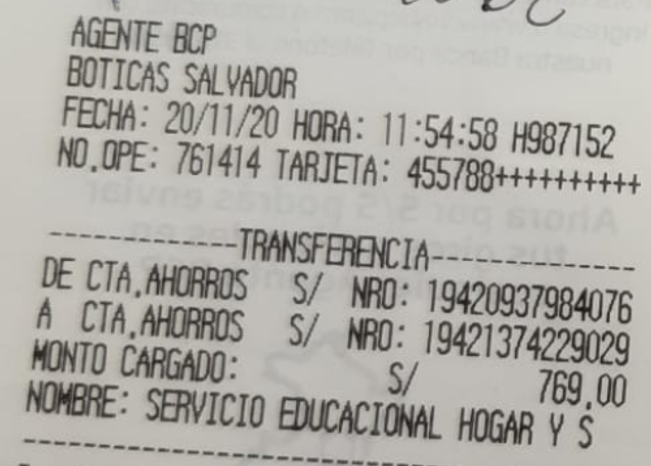 AGENTE BCP
BOTICAS SALVADOR
FECHA: 20/11/20 HORA: 11:54:58 H987152
NO.OPE: 761414 TARJETA: 455788++++++++++
-------------TRANSFERENCIA-------------
DE CTA.AHORROS S/ NRO: 19420937984076
A CTA.AHORROS S/ NRO: 19421374229029
MONTO CARGADO: S/ 769.00
NOMBRE: SERVICIO EDUCACIONAL HOGAR Y S